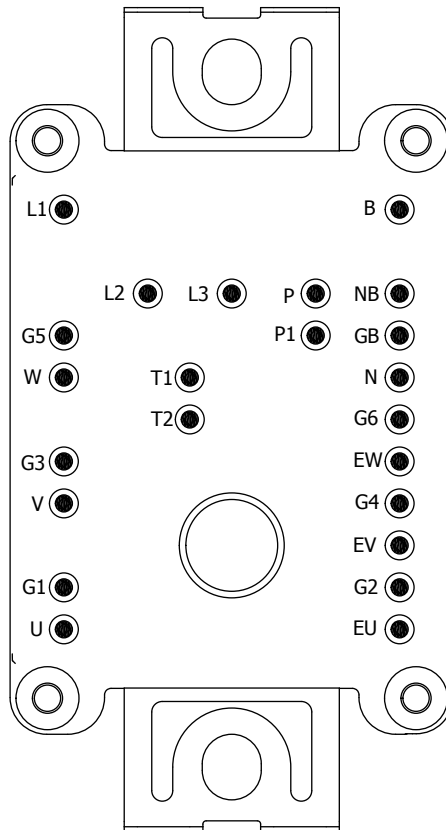 L1 B
L2 L3 P NB
G5 P1 GB
W T1 N
T2 G6
G3 EW
V G4
EV
G1 G2
U EU